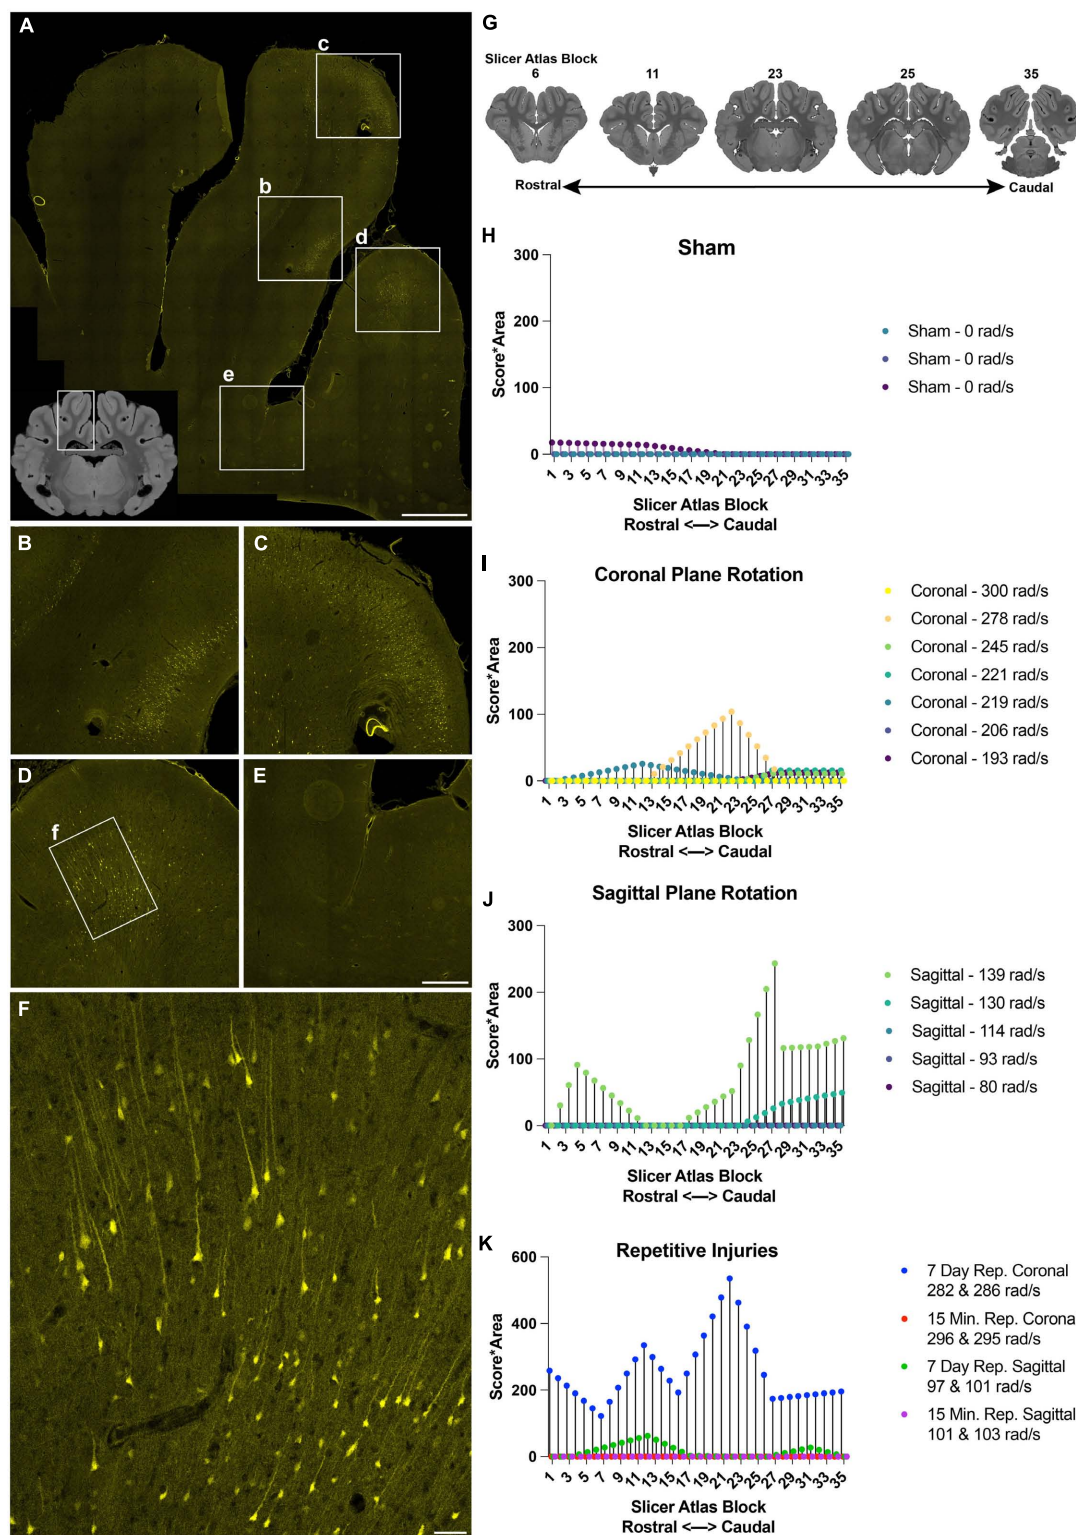 A
c
b
d
e
B
C
D
f
E
F
G
Slicer Atlas Block
6 11 23 25 35
Rostral Caudal
H
Sham
300
200
100
0
Score*Area
1 3 5 7 9 11 13 15 17 19 21 23 25 27 29 31 33 35
Slicer Atlas Block
Rostral <—> Caudal
Sham - 0 rad/s
Sham - 0 rad/s
Sham - 0 rad/s
I
Coronal Plane Rotation
300
200
100
0
Score*Area
1 3 5 7 9 11 13 15 17 19 21 23 25 27 29 31 33 35
Slicer Atlas Block
Rostral <—> Caudal
Coronal - 300 rad/s
Coronal - 278 rad/s
Coronal - 245 rad/s
Coronal - 221 rad/s
Coronal - 219 rad/s
Coronal - 206 rad/s
Coronal - 193 rad/s
J
Sagittal Plane Rotation
300
200
100
0
Score*Area
1 3 5 7 9 11 13 15 17 19 21 23 25 27 29 31 33 35
Slicer Atlas Block
Rostral <—> Caudal
Sagittal - 139 rad/s
Sagittal - 130 rad/s
Sagittal - 114 rad/s
Sagittal - 93 rad/s
Sagittal - 80 rad/s
K
Repetitive Injuries
600
400
200
0
Score*Area
1 3 5 7 9 11 13 15 17 19 21 23 25 27 29 31 33 35
Slicer Atlas Block
Rostral <—> Caudal
7 Day Rep. Coronal
282 & 286 rad/s
15 Min. Rep. Corona
296 & 295 rad/s
7 Day Rep. Sagittal
97 & 101 rad/s
15 Min. Rep. Sagittal
101 & 103 rad/s